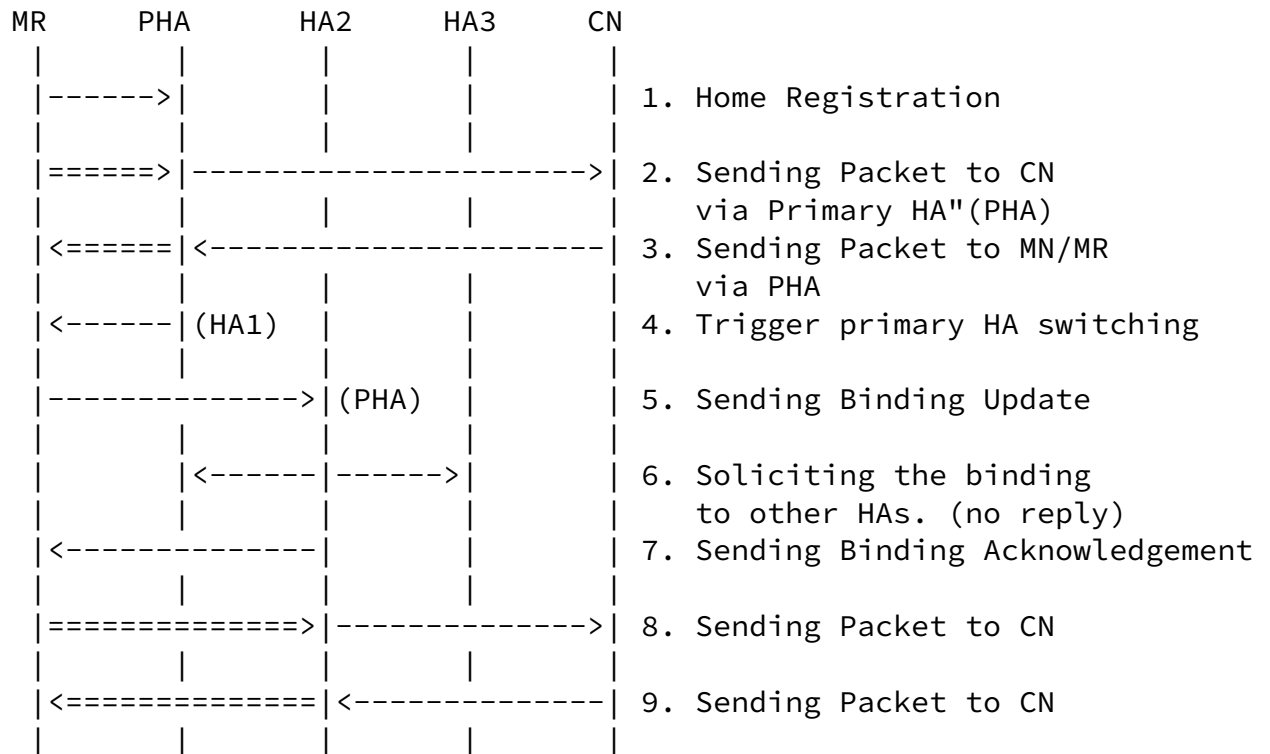 MR PHA HA2 HA3 CN
1. Home Registration
2. Sending Packet to CN
via Primary HA"(PHA)
3. Sending Packet to MN/MR
via PHA
(HA1) 4. Trigger primary HA switching
(PHA) 5. Sending Binding Update
6. Soliciting the binding
to other HAs. (no reply)
7. Sending Binding Acknowledgement
8. Sending Packet to CN
9. Sending Packet to CN